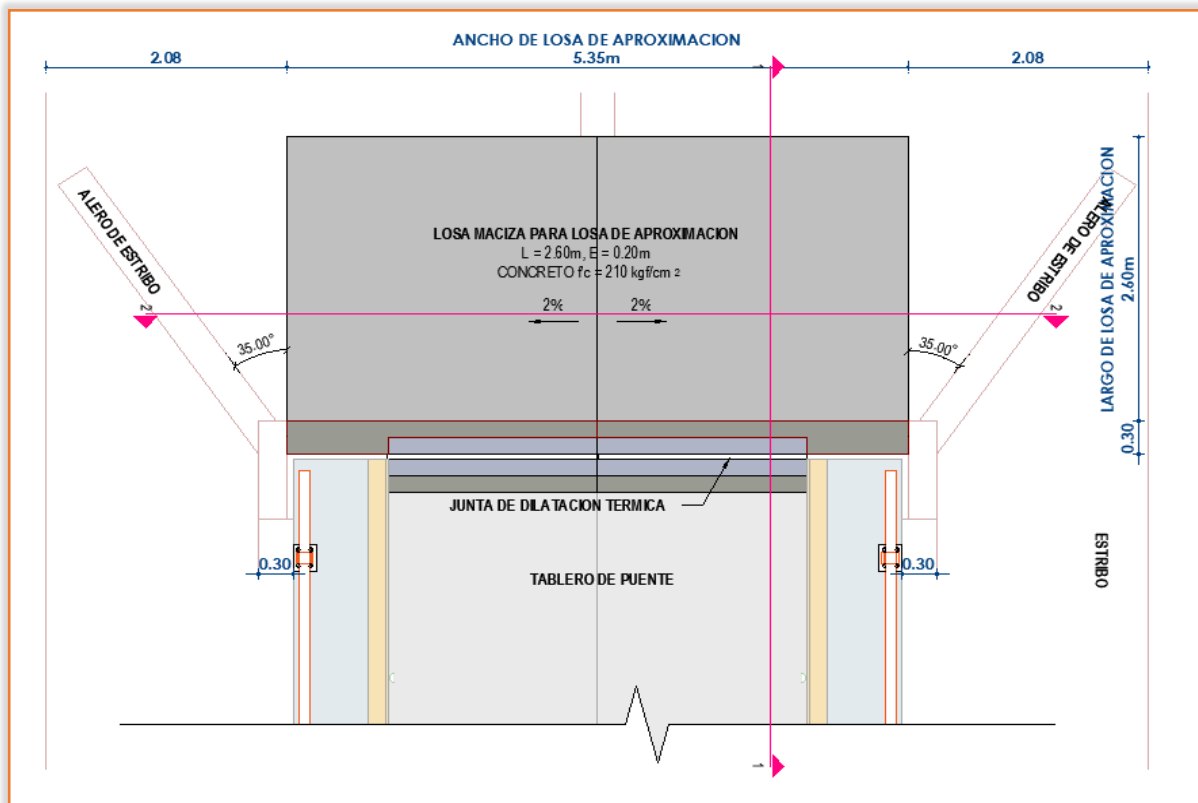 ANCHO DE LOSA DE APROXIMACION
2.08
5.35m
2.08
1
ALERO DE ESTRIBO
LOSA MACIZA PARA LOSA DE APROXIMACION
L = 2.60m, E = 0.20m
CONCRETO f'c = 210 kgf/cm 2
2%
2%
2
2
35.00°
35.00°
ALERO DE ESTRIBO
LARGO DE LOSA DE APROXIMACION
2.60m
0.30
JUNTA DE DILATACION TERMICA
0.30
0.30
TABLERO DE PUENTE
ESTRIBO
1